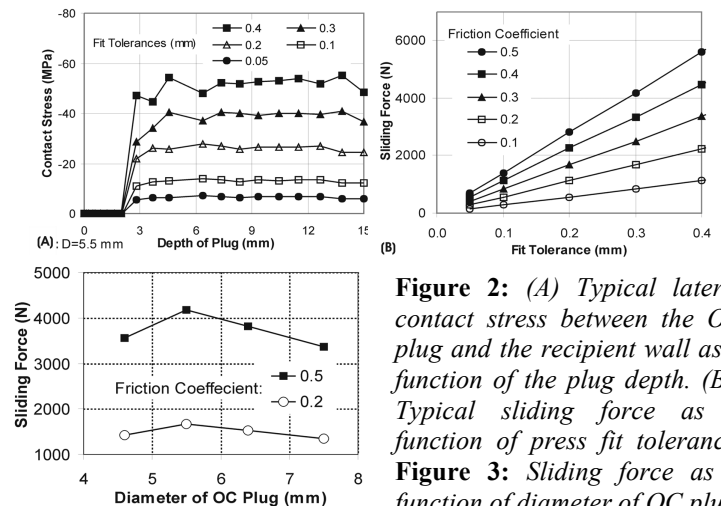 -80
-60
-40
-20
0
Contact Stress (MPa)
Fit Tolerances (mm)
0.4
0.3
0.2
0.1
0.05
0 3 6 9 12 15
(A): D=5.5 mm Depth of Plug (mm)
6000
4000
2000
0
Sliding Force (N)
Friction Coefficient
0.5
0.4
0.3
0.2
0.1
0.0 0.1 0.2 0.3 0.4
(B) Fit Tolerance (mm)
5000
4000
3000
2000
1000
Sliding Force (N)
Friction Coeffecient:
0.5
0.2
4 5 6 7 8
Diameter of OC Plug (mm)
Figure 2: (A) Typical later
contact stress between the O
plug and the recipient wall as
function of the plug depth. (B
Typical sliding force as
function of press fit toleranc
Figure 3: Sliding force as
function of diameter of OC plu